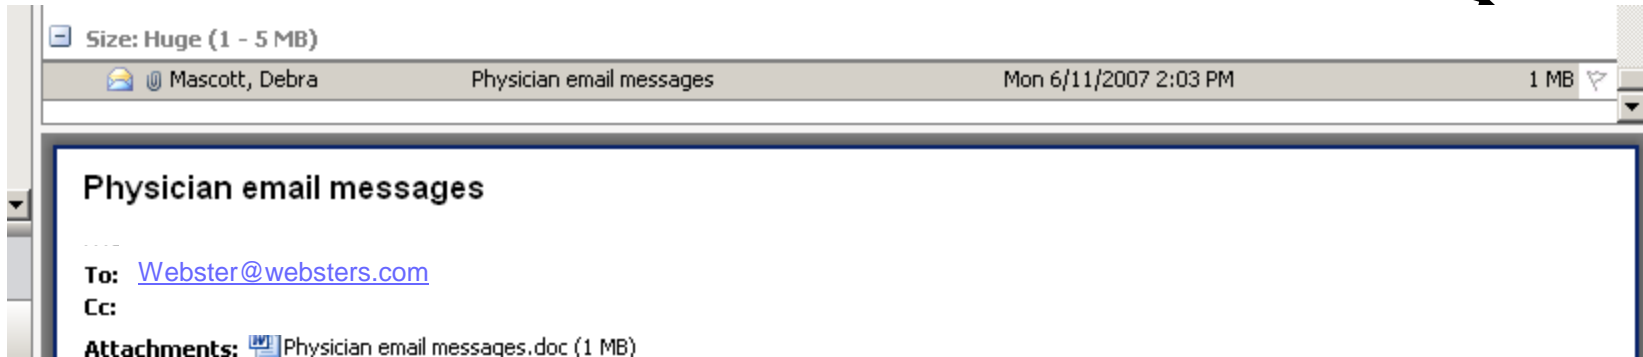 Size: Huge (1 - 5 MB)
Mascott, Debra Physician email messages Mon 6/11/2007 2:03 PM 1 MB
Physician email messages
To: Webster@websters.com
Cc:
Attachments: Physician email messages.doc (1 MB)